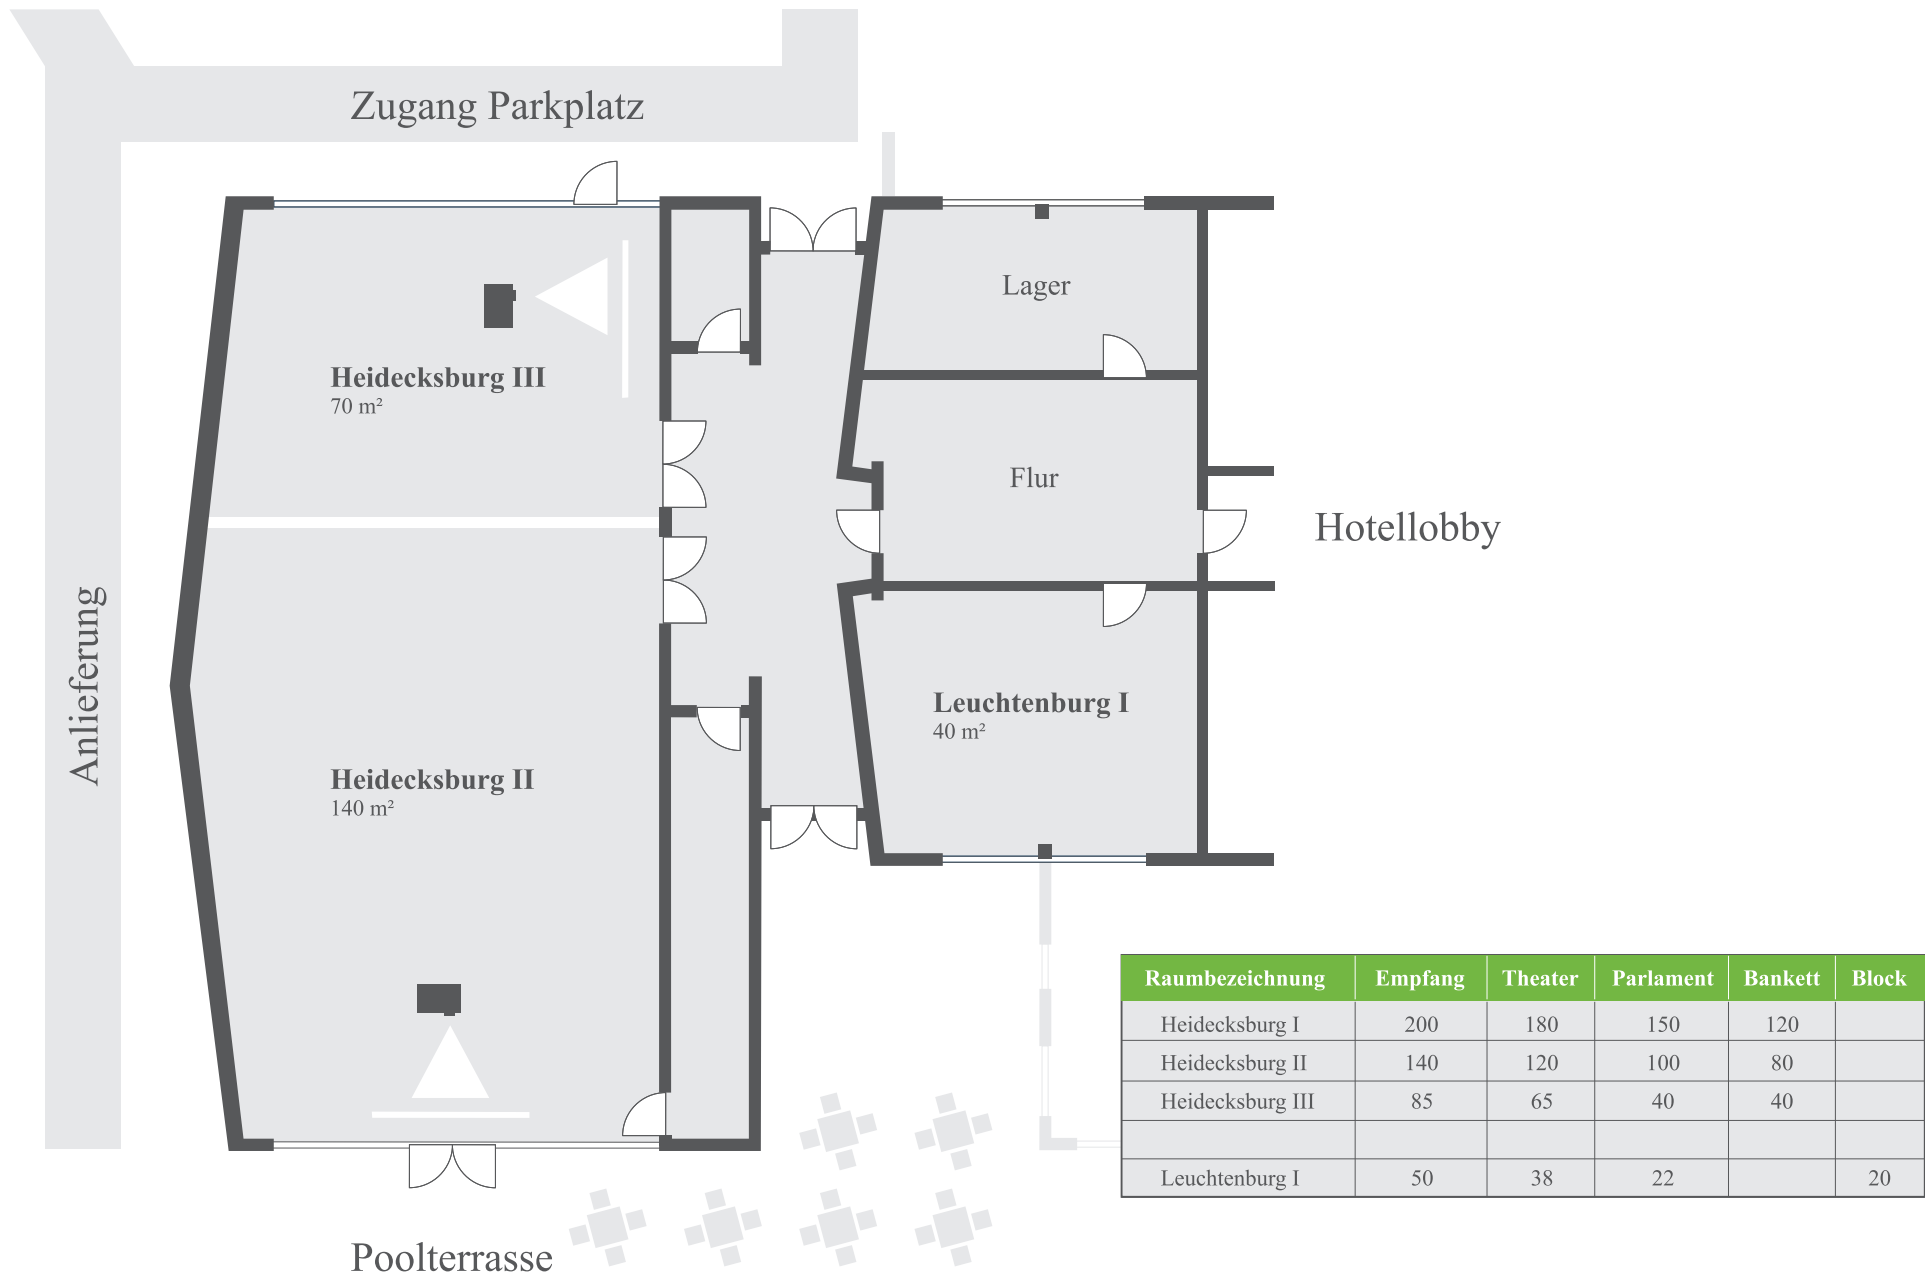 Zugang Parkplatz
Lager
Heidecksburg III
70 m²
Flur
Hotellobby
Anlieferung
Leuchtenburg I
40 m²
Heidecksburg II
140 m²
Raumbezeichnung Empfang Theater Parlament Bankett Block
Heidecksburg I 200 180 150 120
Heidecksburg II 140 120 100 80
Heidecksburg III 85 65 40 40
Leuchtenburg I 50 38 22 20
Poolterrasse